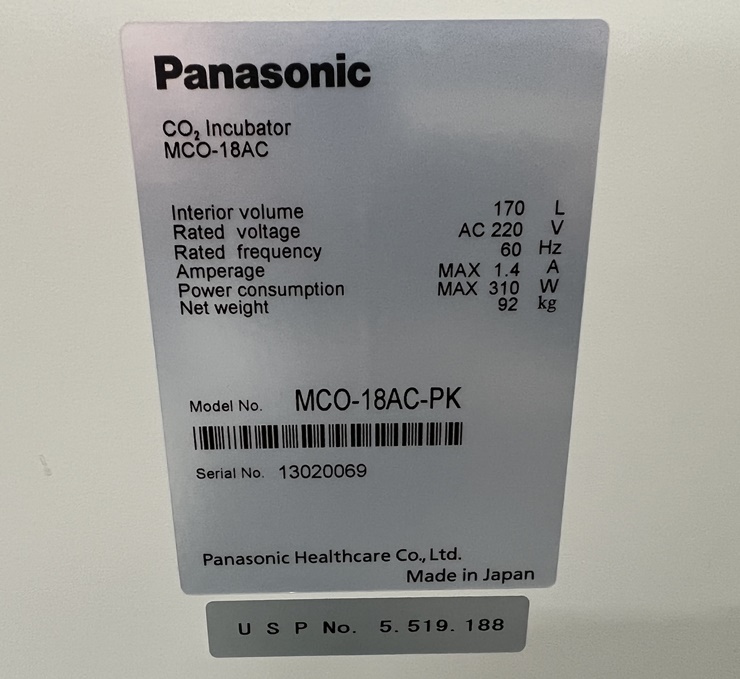 Panasonic
CO₂ Incubator
MCO-18AC
Interior volume 170 L
Rated voltage AC 220 V
Rated frequency 60 Hz
Amperage MAX 1.4 A
Power consumption MAX 310 W
Net weight 92 kg
Model No. MCO-18AC-PK
Serial No. 13020069
Panasonic Healthcare Co., Ltd.
Made in Japan
U S P No. 5. 519. 188